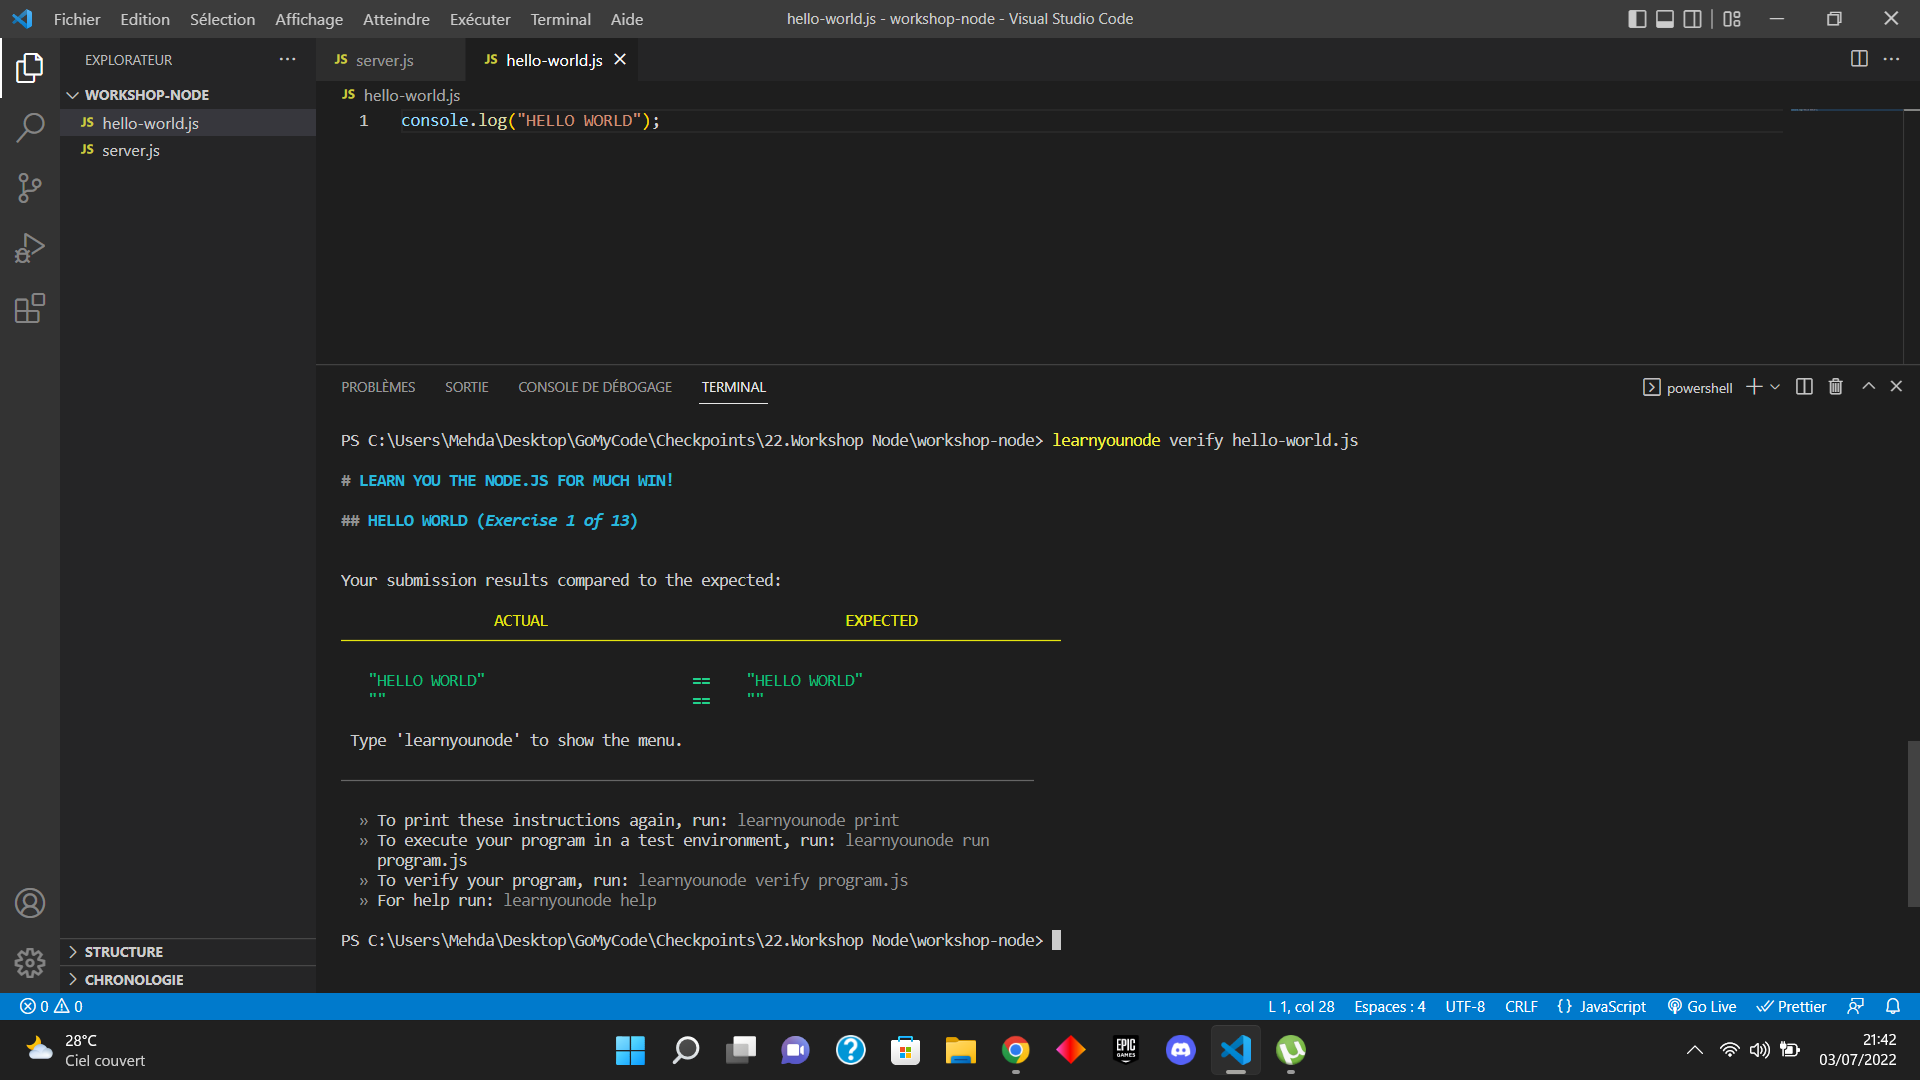 Fichier Edition Sélection Affichage Atteindre Exécuter Terminal Aide
hello-world.js - workshop-node - Visual Studio Code
EXPLORATEUR
JS server.js
JS hello-world.js
WORKSHOP-NODE
JS hello-world.js
JS server.js
JS hello-world.js
1 console.log("HELLO WORLD");
PROBLÈMES SORTIE CONSOLE DE DÉBOGAGE TERMINAL
powershell
PS C:\Users\Mehda\Desktop\GoMyCode\Checkpoints\22.Workshop Node\workshop-node> learnyounode verify hello-world.js
# LEARN YOU THE NODE.JS FOR MUCH WIN!
## HELLO WORLD (Exercise 1 of 13)
Your submission results compared to the expected:
ACTUAL EXPECTED
"HELLO WORLD" == "HELLO WORLD"
"" == ""
Type 'learnyounode' to show the menu.
» To print these instructions again, run: learnyounode print
» To execute your program in a test environment, run: learnyounode run
program.js
» To verify your program, run: learnyounode verify program.js
» For help run: learnyounode help
PS C:\Users\Mehda\Desktop\GoMyCode\Checkpoints\22.Workshop Node\workshop-node>
STRUCTURE
CHRONOLOGIE
0 0
L 1, col 28 Espaces : 4 UTF-8 CRLF {} JavaScript Go Live Prettier
28°C
Ciel couvert
EPIC
GAMES
21:42
03/07/2022